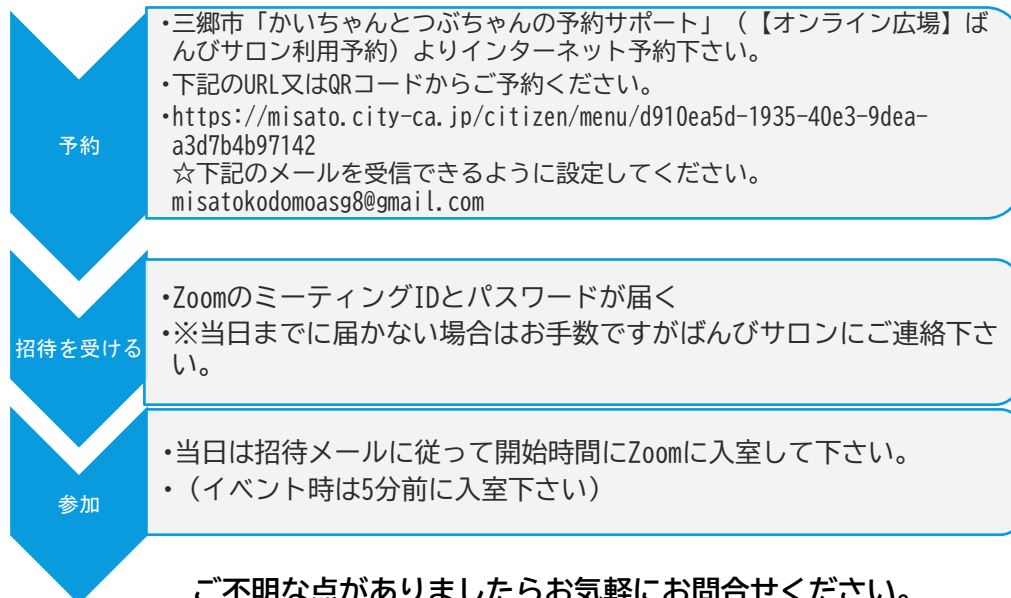 予約
・三郷市「かいちゃんとつぶちゃんの予約サポート」（【オンライン広場】ば
んびサロン利用予約）よりインターネット予約下さい。
・下記のURL又はQRコードからご予約ください。
・https://misato.city-ca.jp/citizen/menu/d910ea5d-1935-40e3-9dea-
a3d7b4b97142
☆下記のメールを受信できるように設定してください。
misatokodomoasg8@gmail.com
招待を受ける
・ZoomのミーティングIDとパスワードが届く
・※当日までに届かない場合はお手数ですがばんびサロンにご連絡下さ
い。
参加
・当日は招待メールに従って開始時間にZoomに入室して下さい。
・（イベント時は5分前に入室下さい）
ご不明な点がありましたらお気軽にお問合せください。